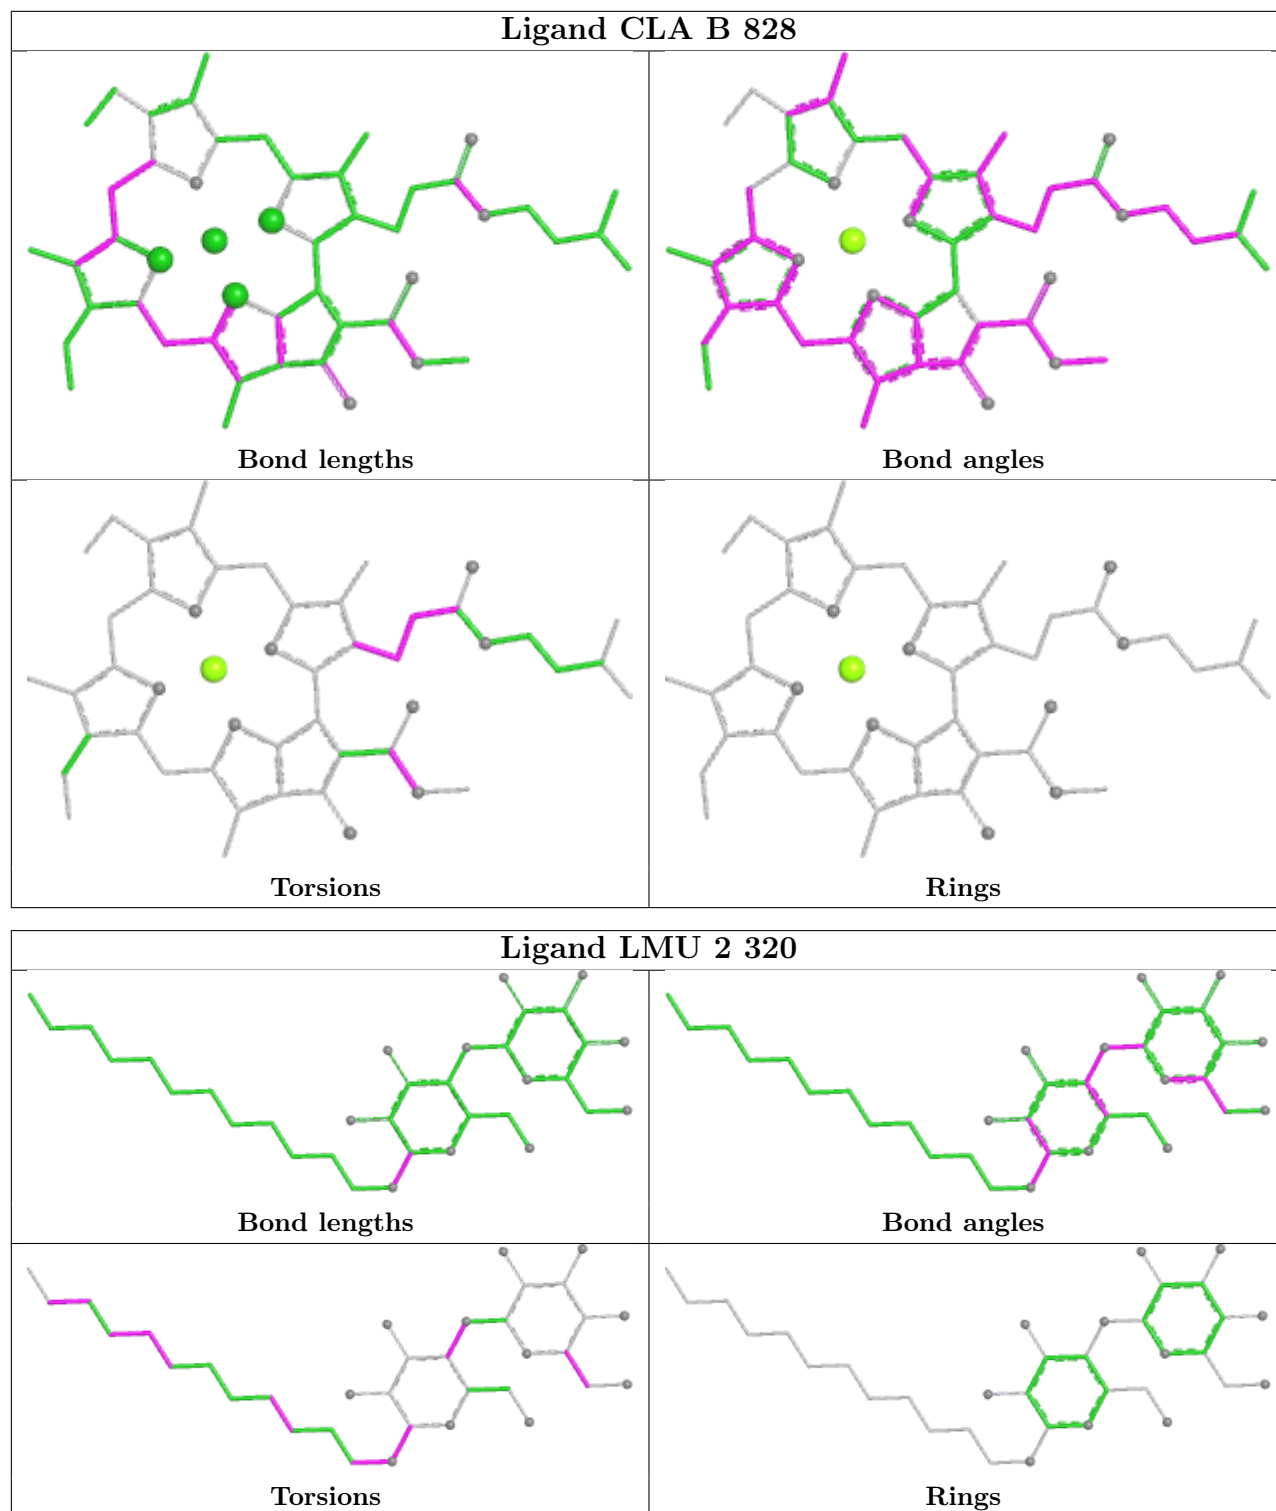 Ligand CLA B 828
Bond lengths
Bond angles
Torsions
Rings
Ligand LMU 2 320
Bond lengths
Bond angles
Torsions
Rings